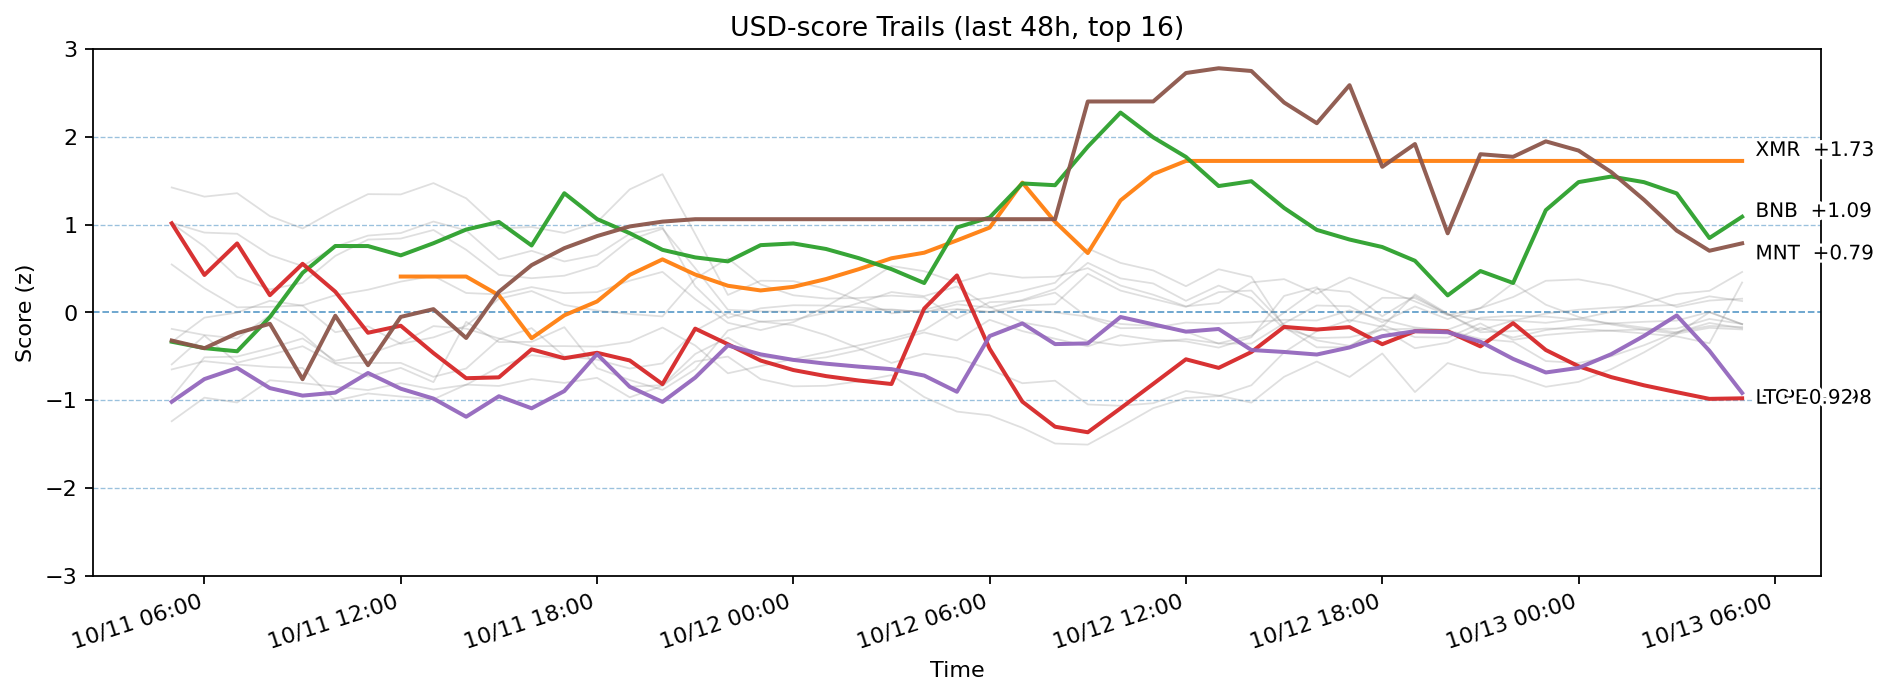 USD-score Trails (last 48h, top 16)
Score (z)
3
2
1
0
−1
−2
−3
XMR +1.73
BNB +1.09
MNT +0.79
10/11 06:00
10/11 12:00
10/11 18:00
10/12 00:00
10/12 06:00
10/12 12:00
10/12 18:00
10/13 00:00
10/13 06:00
Time